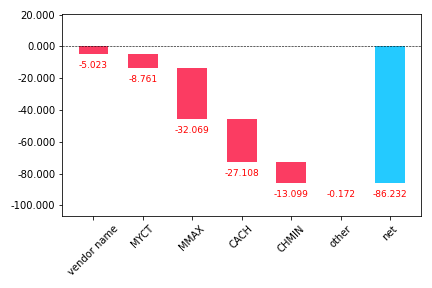 20.000
0.000
-20.000
-40.000
-60.000
-80.000
-100.000
-5.023
-8.761
-32.069
-27.108
-13.099
-0.172
-86.232
vendor name
MYCT
MMAX
CACH
CHMIN
other
net